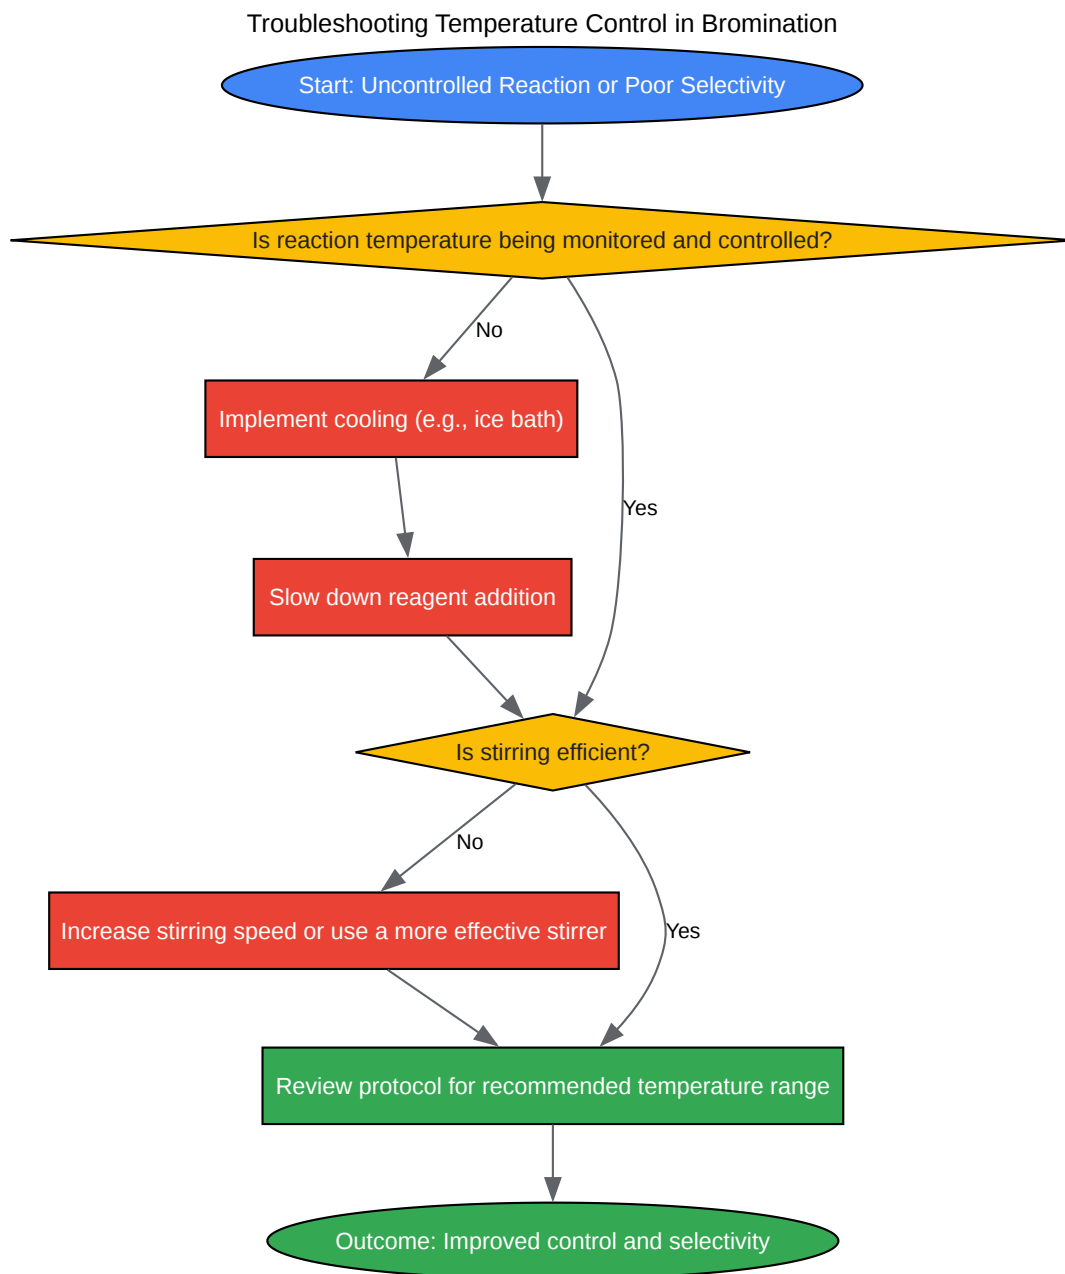 Troubleshooting Temperature Control in Bromination
Start: Uncontrolled Reaction or Poor Selectivity
Is reaction temperature being monitored and controlled?
No
Implement cooling (e.g., ice bath)
Yes
Slow down reagent addition
Is stirring efficient?
No
Increase stirring speed or use a more effective stirrer
Yes
Review protocol for recommended temperature range
Outcome: Improved control and selectivity